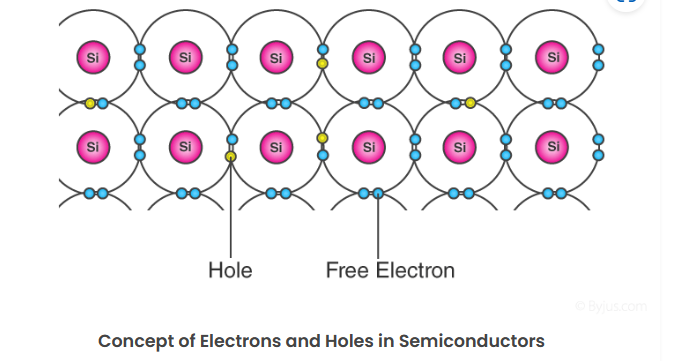 Si Si Si Si Si Si
Si Si Si Si Si Si
Hole Free Electron
© Byjus.com
Concept of Electrons and Holes in Semiconductors